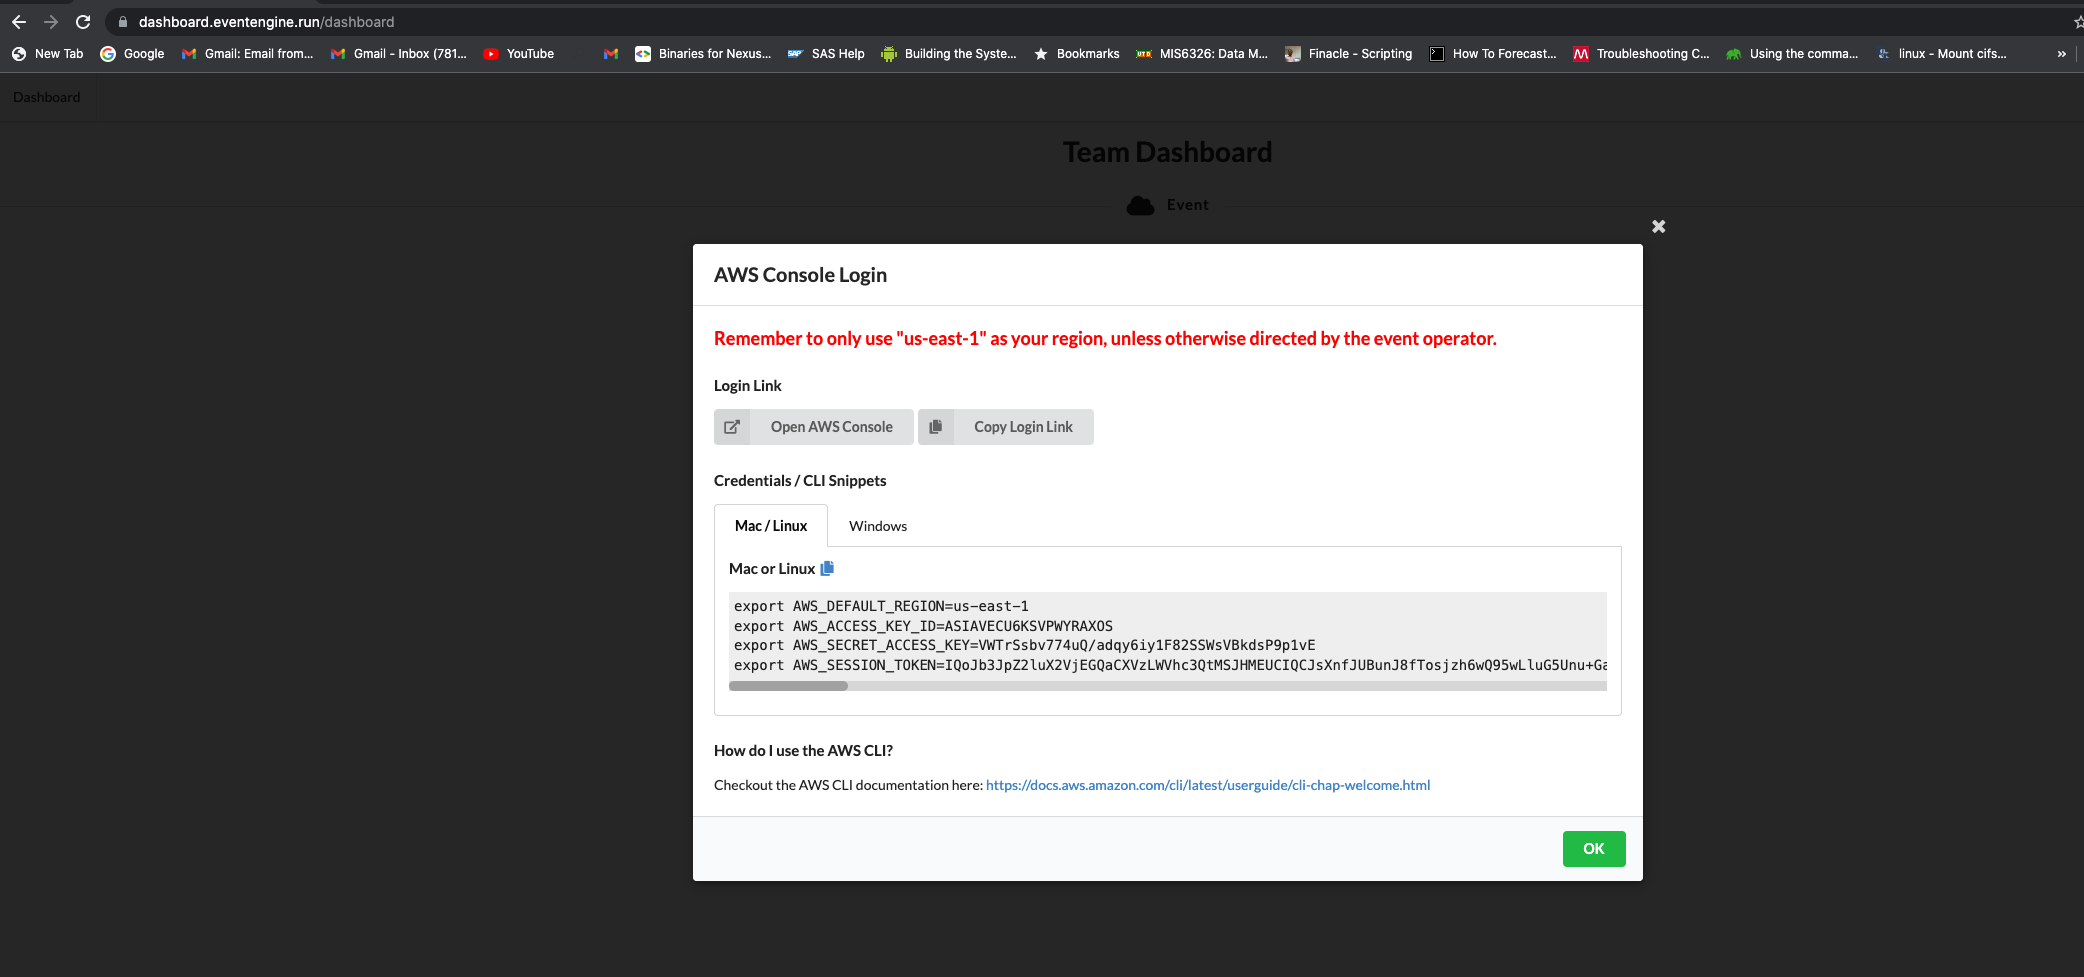 dashboard.eventengine.run/dashboard
New Tab Google Gmail: Email from... Gmail - Inbox (781... YouTube Binaries for Nexus... SAP SAS Help Building the Syste... Bookmarks UTD MIS6326: Data M... Finacle - Scripting How To Forecast... Troubleshooting C... Using the comma... linux - Mount cifs... »
Dashboard
Team Dashboard
Event
AWS Console Login
Remember to only use "us-east-1" as your region, unless otherwise directed by the event operator.
Login Link
Open AWS Console Copy Login Link
Credentials / CLI Snippets
Mac / Linux Windows
Mac or Linux
export AWS_DEFAULT_REGION=us-east-1
export AWS_ACCESS_KEY_ID=ASIAVECU6KSVPWYRAXOS
export AWS_SECRET_ACCESS_KEY=VWTrSsbv774uQ/adqy6iy1F82SSWsVBkdsP9p1vE
export AWS_SESSION_TOKEN=IQoJb3JpZ2luX2VjEGQaCXVzLWVhc3QtMSJHMEUCIQCJsXnfJUBunJ8fTosjzh6wQ95wLluG5Unu+Ga
How do I use the AWS CLI?
Checkout the AWS CLI documentation here: https://docs.aws.amazon.com/cli/latest/userguide/cli-chap-welcome.html
OK